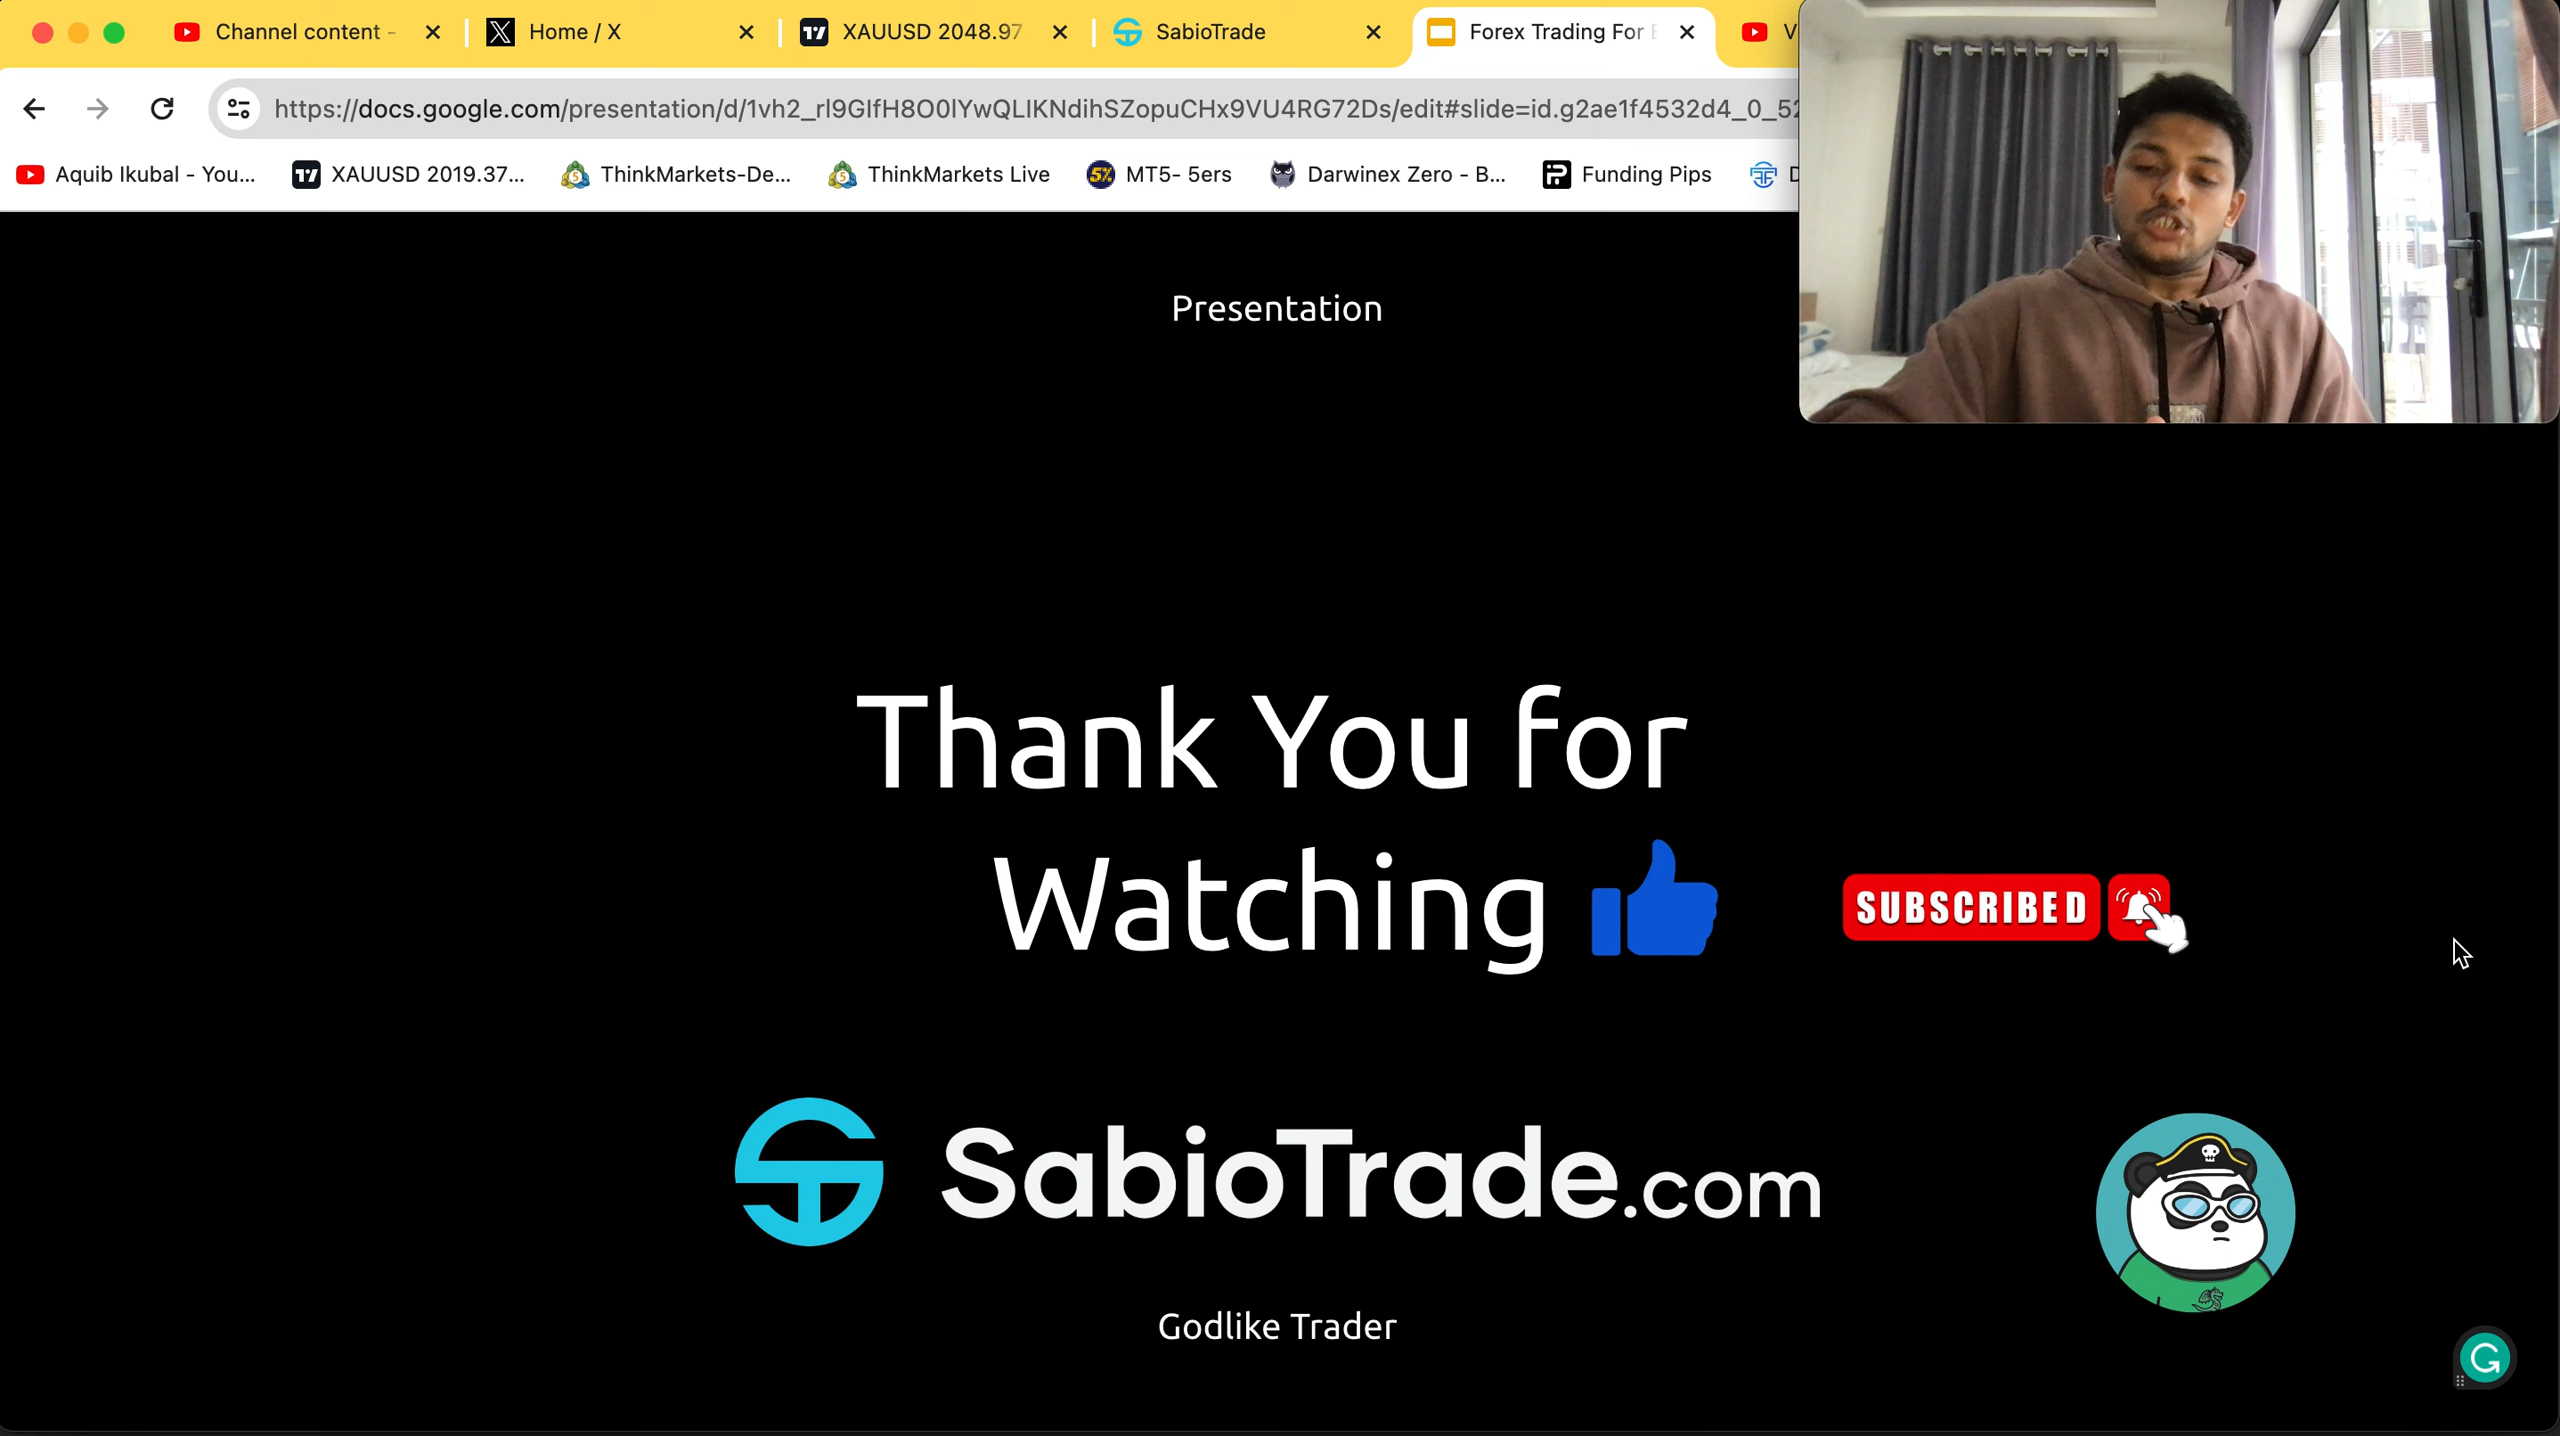 Channel content -
Home / X
XAUUSD 2048.97
SabioTrade
Forex Trading For
https://docs.google.com/presentation/d/1vh2_rl9GIfH8O0lYwQLIKNdihSZopuCHx9VU4RG72Ds/edit#slide=id.g2ae1f4532d4_0_52
Aquib Ikubal - You...
XAUUSD 2019.37...
ThinkMarkets-De...
ThinkMarkets Live
MT5- 5ers
Darwinex Zero - B...
Funding Pips
Presentation
Thank You for
Watching
SUBSCRIBED
SabioTrade.com
Godlike Trader